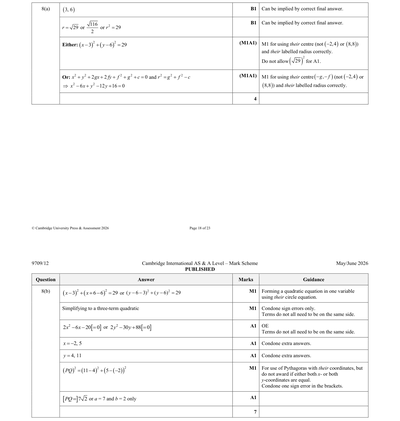 8(a) (3, 6) B1 Can be implied by correct final answer.
r = √29 or √116/2 or r² = 29 B1 Can be implied by correct final answer.
Either: (x−3)² + (y−6)² = 29 (M1A1) M1 for using their centre (not (−2,4) or (8,8))
and their labelled radius correctly.
Do not allow (√29)² for A1.
Or: x² + y² + 2gx + 2fy + f² + g² + c = 0 and r² = g² + f² − c (M1A1) M1 for using their centre (−g, −f) (not (−2,4) or
⇒ x² − 6x + y² − 12y + 16 = 0 (8,8)) and their labelled radius correctly.
4
© Cambridge University Press & Assessment 2026 Page 18 of 21
9709/12 Cambridge International AS & A Level – Mark Scheme May/June 2026
PUBLISHED
Question Answer Marks Guidance
8(b) (x−3)² + (x+6−6)² = 29 or (y−6−3)² + (y−6)² = 29 M1 Forming a quadratic equation in one variable
using their circle equation.
Simplifying to a three-term quadratic: M1 Condone sign errors only.
Terms do not all need to be on the same side.
2x² − 6x − 20[= 0] or 2y² − 30y + 88[= 0] A1 OE
Terms do not all need to be on the same side.
x = −2, 5 A1 Condone extra answers.
y = 4, 11 A1 Condone extra answers.
(PQ)² = (11−4)² + (5−(−2))² M1 For use of Pythagoras with their coordinates, but
do not award if either both x- or both
y-coordinates are equal.
Condone one sign error in the brackets.
[PQ =]7√2 or a = 7 and b = 2 only A1
7